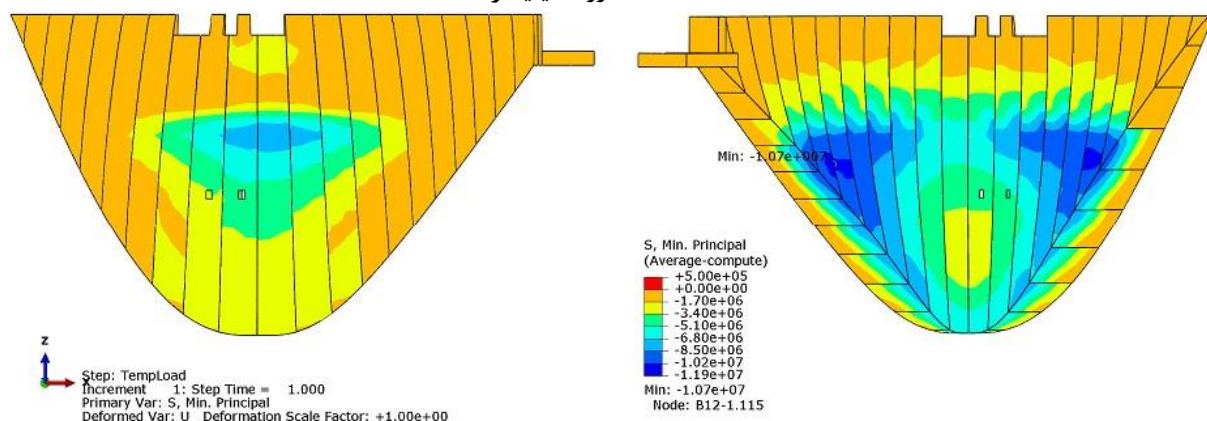 Min: -1.07e+007
S, Min. Principal
(Average-compute)
+5.00e+05
+0.00e+00
-1.70e+06
-3.40e+06
-5.10e+06
-6.80e+06
-8.50e+06
-1.02e+07
-1.19e+07
Min: -1.07e+07
Node: B12-1.115
z
x
Step: TempLoad
Increment 1: Step Time = 1.000
Primary Var: S, Min. Principal
Deformed Var: U Deformation Scale Factor: +1.00e+00